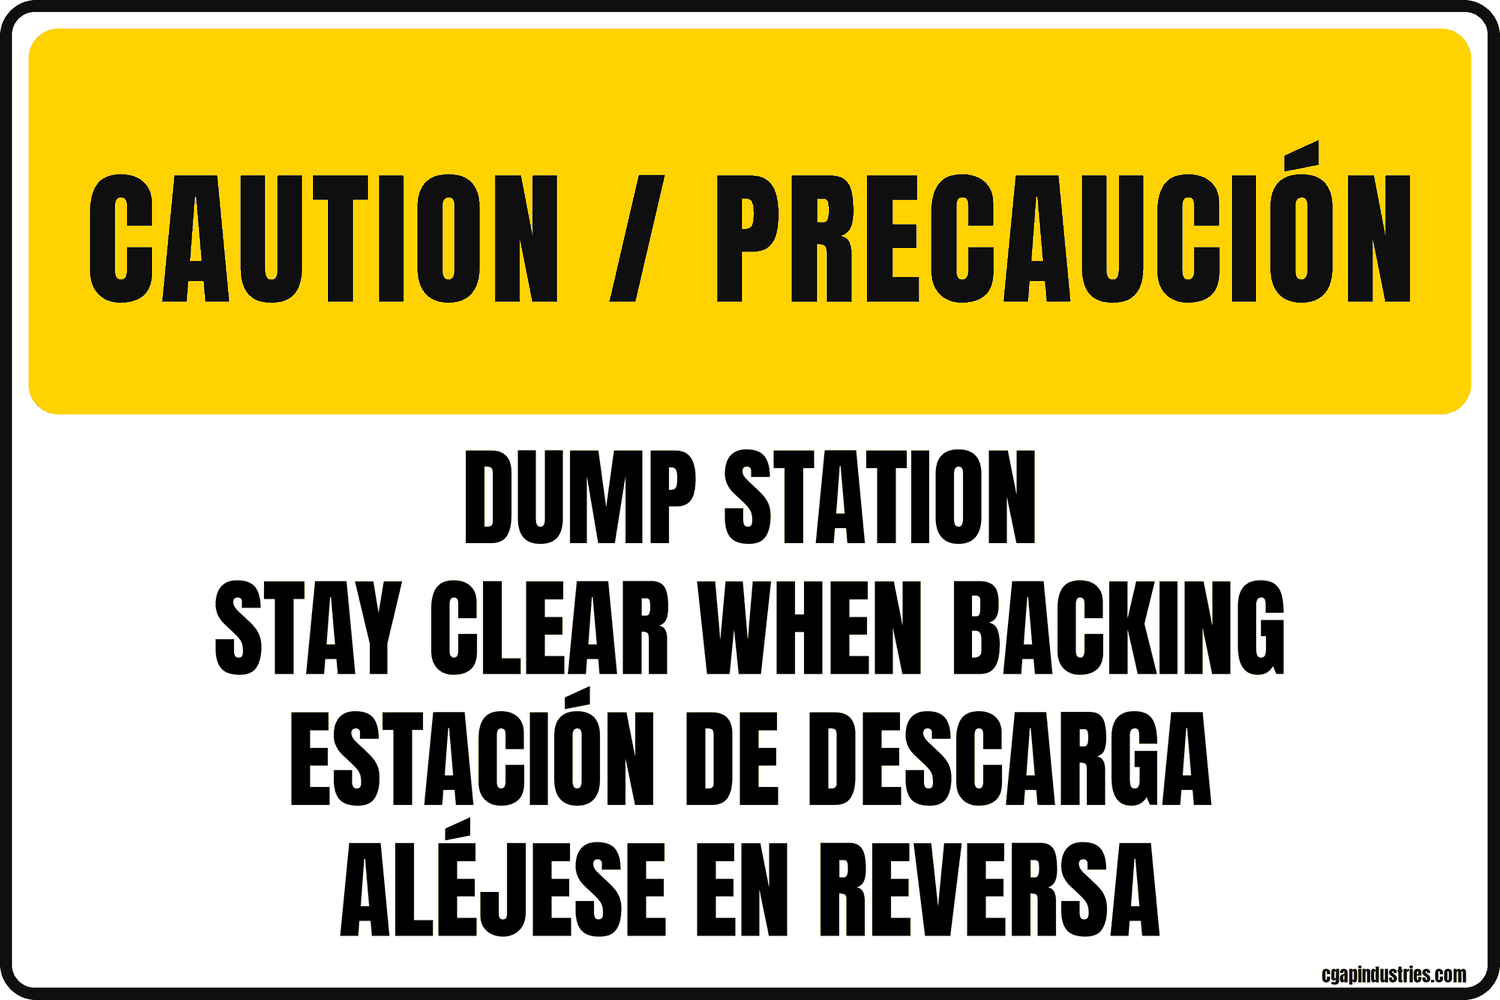 CAUTION / PRECAUCIÓN
DUMP STATION
STAY CLEAR WHEN BACKING
ESTACIÓN DE DESCARGA
ALÉJESE EN REVERSA
cgapindustries.com